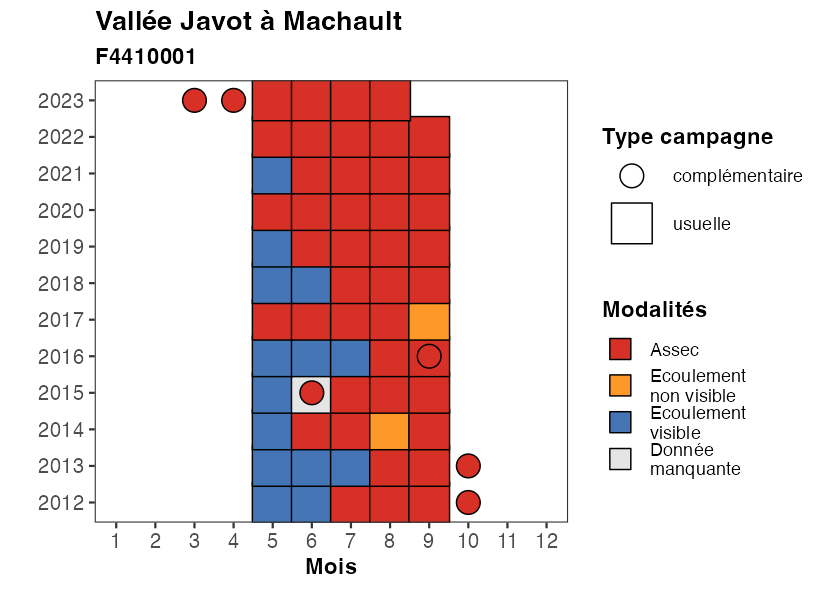 Vallée Javot à Machault
F4410001
2023
2022
2021
2020
2019
2018
2017
2016
2015
2014
2013
2012
1 2 3 4 5 6 7 8 9 10 11 12
Mois
Type campagne
complémentaire
usuelle
Modalités
Assec
Ecoulement
non visible
Ecoulement
visible
Donnée
manquante